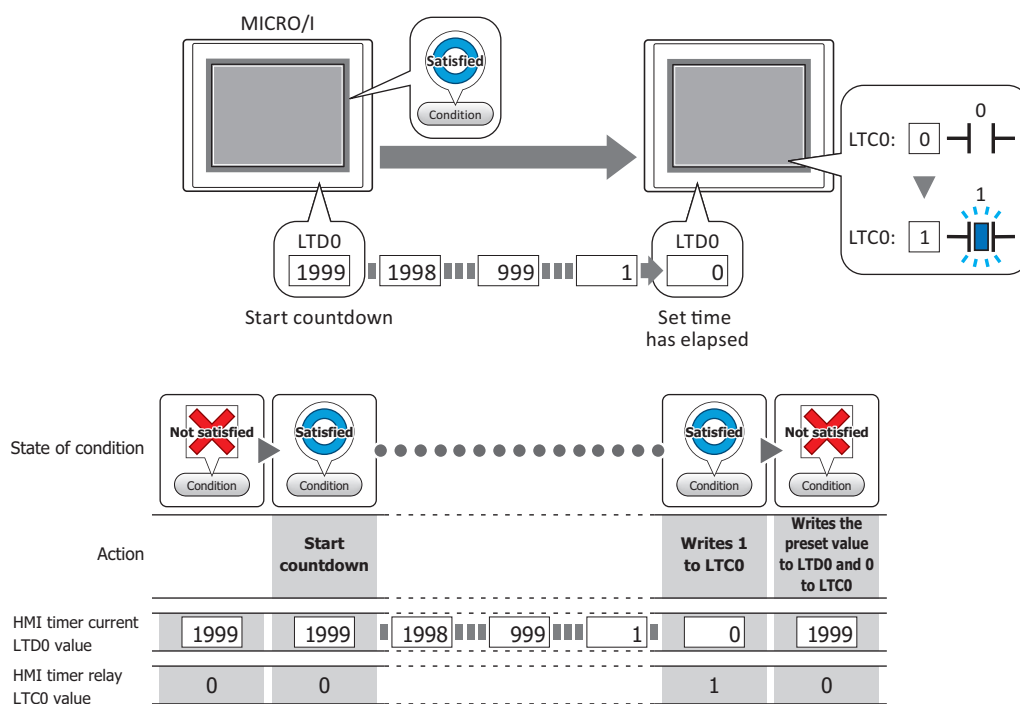 MICRO/I
Satisfied
Condition
0
LTC0: 0
1
LTC0: 1
LTD0
1999 1998 999 1
LTD0
0
Start countdown
Set time
has elapsed
State of condition
Not satisfied
Condition
Satisfied
Condition
Satisfied
Condition
Not satisfied
Condition
Action
Start
countdown
Writes 1
to LTC0
Writes the
preset value
to LTD0 and 0
to LTC0
HMI timer current
LTD0 value
1999 1999 1998 999 1 0 1999
HMI timer relay
LTC0 value
0 0 1 0